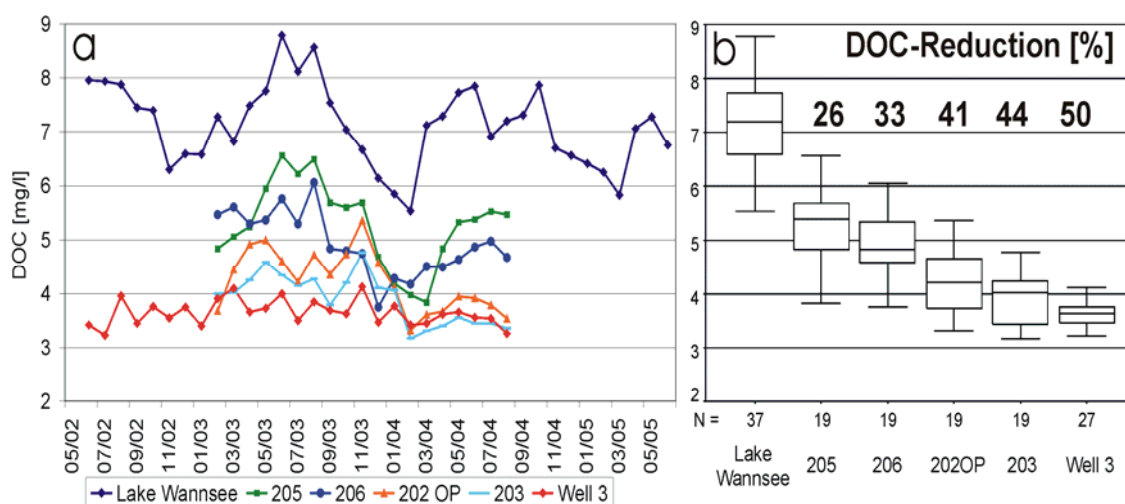 a
DOC [mg/l]
9
8
7
6
5
4
3
2
05/02 07/02 09/02 11/02 01/03 03/03 05/03 07/03 09/03 11/03 01/04 03/04 05/04 07/04 09/04 11/04 01/05 03/05 05/05
Lake Wannsee 205 206 202 OP 203 Well 3
b
DOC-Reduction [%]
26 33 41 44 50
9
8
7
6
5
4
3
2
N = 37 19 19 19 19 27
Lake Wannsee 205 206 202OP 203 Well 3